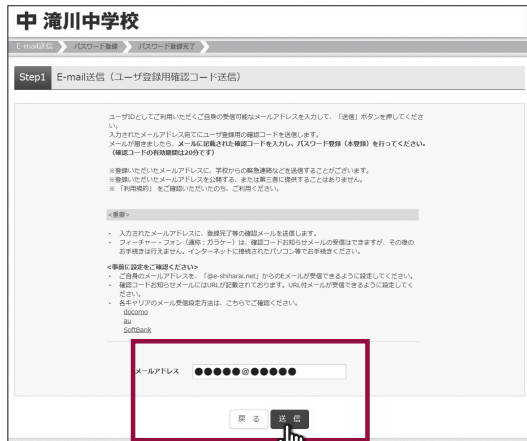 中 滝川中学校
E-mail送信 パスワード登録 パスワード登録完了
Step1 E-mail送信（ユーザ登録用確認コード送信）
ユーザIDとしてご利用いただくご自身の受信可能なメールアドレスを入力して、「送信」ボタンを押してくださ
い。
入力されたメールアドレス宛てにユーザ登録用の確認コードを送信します。
メールが届きましたら、メールに記載された確認コードを入力し、パスワード登録（本登録）を行ってください。
（確認コードの有効期間は20分です）
※登録いただいたメールアドレスに、学校からの緊急連絡などを送信することがございます。
※登録いただいたメールアドレスを公開する、または第三者に提供することはありません。
※ 「利用規約」 をご確認いただいたのち、ご利用ください。
<重要>
・ 入力されたメールアドレスに、登録完了等の確認メールを送信します。
・ フィーチャー・フォン（通称：ガラケー）は、確認コードお知らせメールの受信はできますが、その後の
お手続きは行えません。インターネットに接続されたパソコン等でお手続きください。
<事前に設定をご確認ください>
・ ご自身のメールアドレスを、「@e-shiharai.net」からのEメールが受信できるように設定してください。
・ 確認コードお知らせメールにはURLが記載されております。URL付メールが受信できるように設定してく
ださい。
・ 各キャリアのメール受信設定方法は、こちらでご確認ください。
docomo
au
SoftBank
メールアドレス ●●●●●@●●●●●
戻 る 送 信